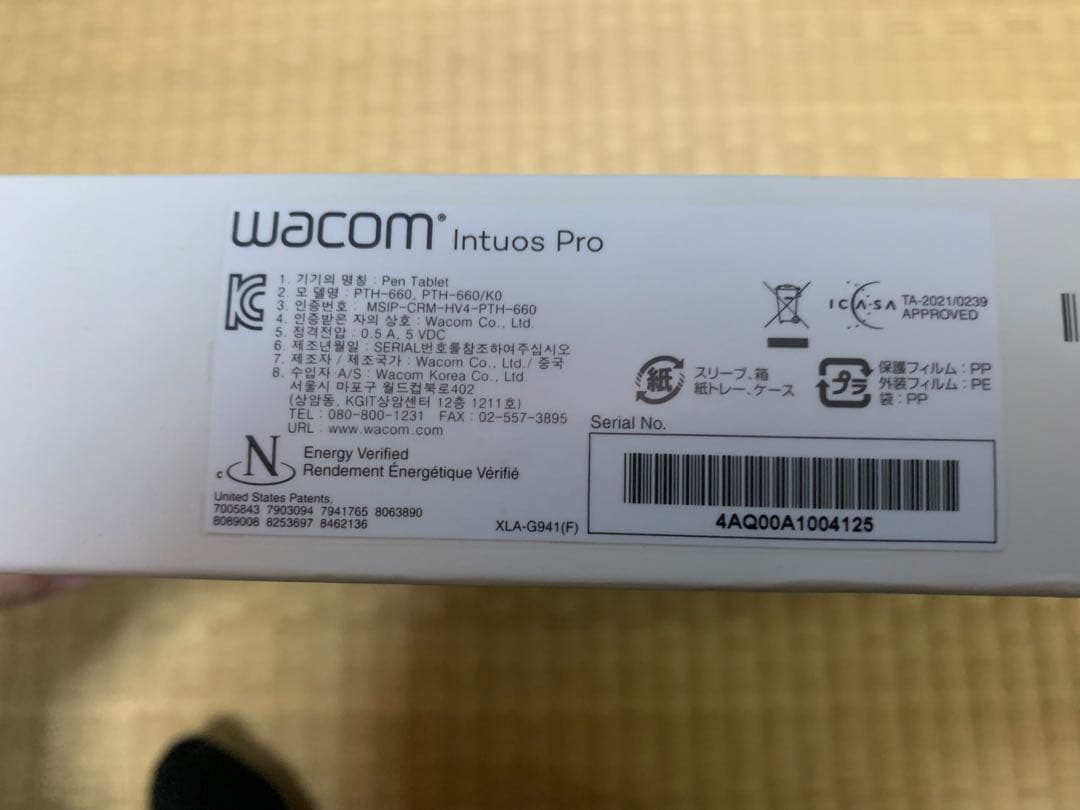 wacom® Intuos Pro
1. 기기의 명칭 : Pen Tablet
2. 모 델명 : PTH-660, PTH-660/K0
3. 인증번호 : MSIP-CRM-HV4-PTH-660
4. 인증받은 자의 상호 : Wacom Co., Ltd.
5. 정격전압 : 0.5 A, 5 VDC
6. 제조년월일 : SERIAL번호를참조하여주십시오
7. 제조자 / 제조국가 : Wacom Co., Ltd. / 중국
8. 수입자 A/S : Wacom Korea Co., Ltd.
서울시 마포구 월드컵북로402
(상암동, KGIT상암센터 12층 1211호)
TEL : 080-800-1231 FAX : 02-557-3895
URL : www.wacom.com
c N Energy Verified
Rendement Énergétique Vérifié
United States Patents;
7005843 7903094 7941765 8063890
8089008 8253697 8462136
XLA-G941(F)
ICASA TA-2021/0239
APPROVED
紙 スリーブ、箱
紙トレー、ケース
プラ 保護フィルム : PP
外装フィルム : PE
袋 : PP
Serial No.
4AQ00A1004125